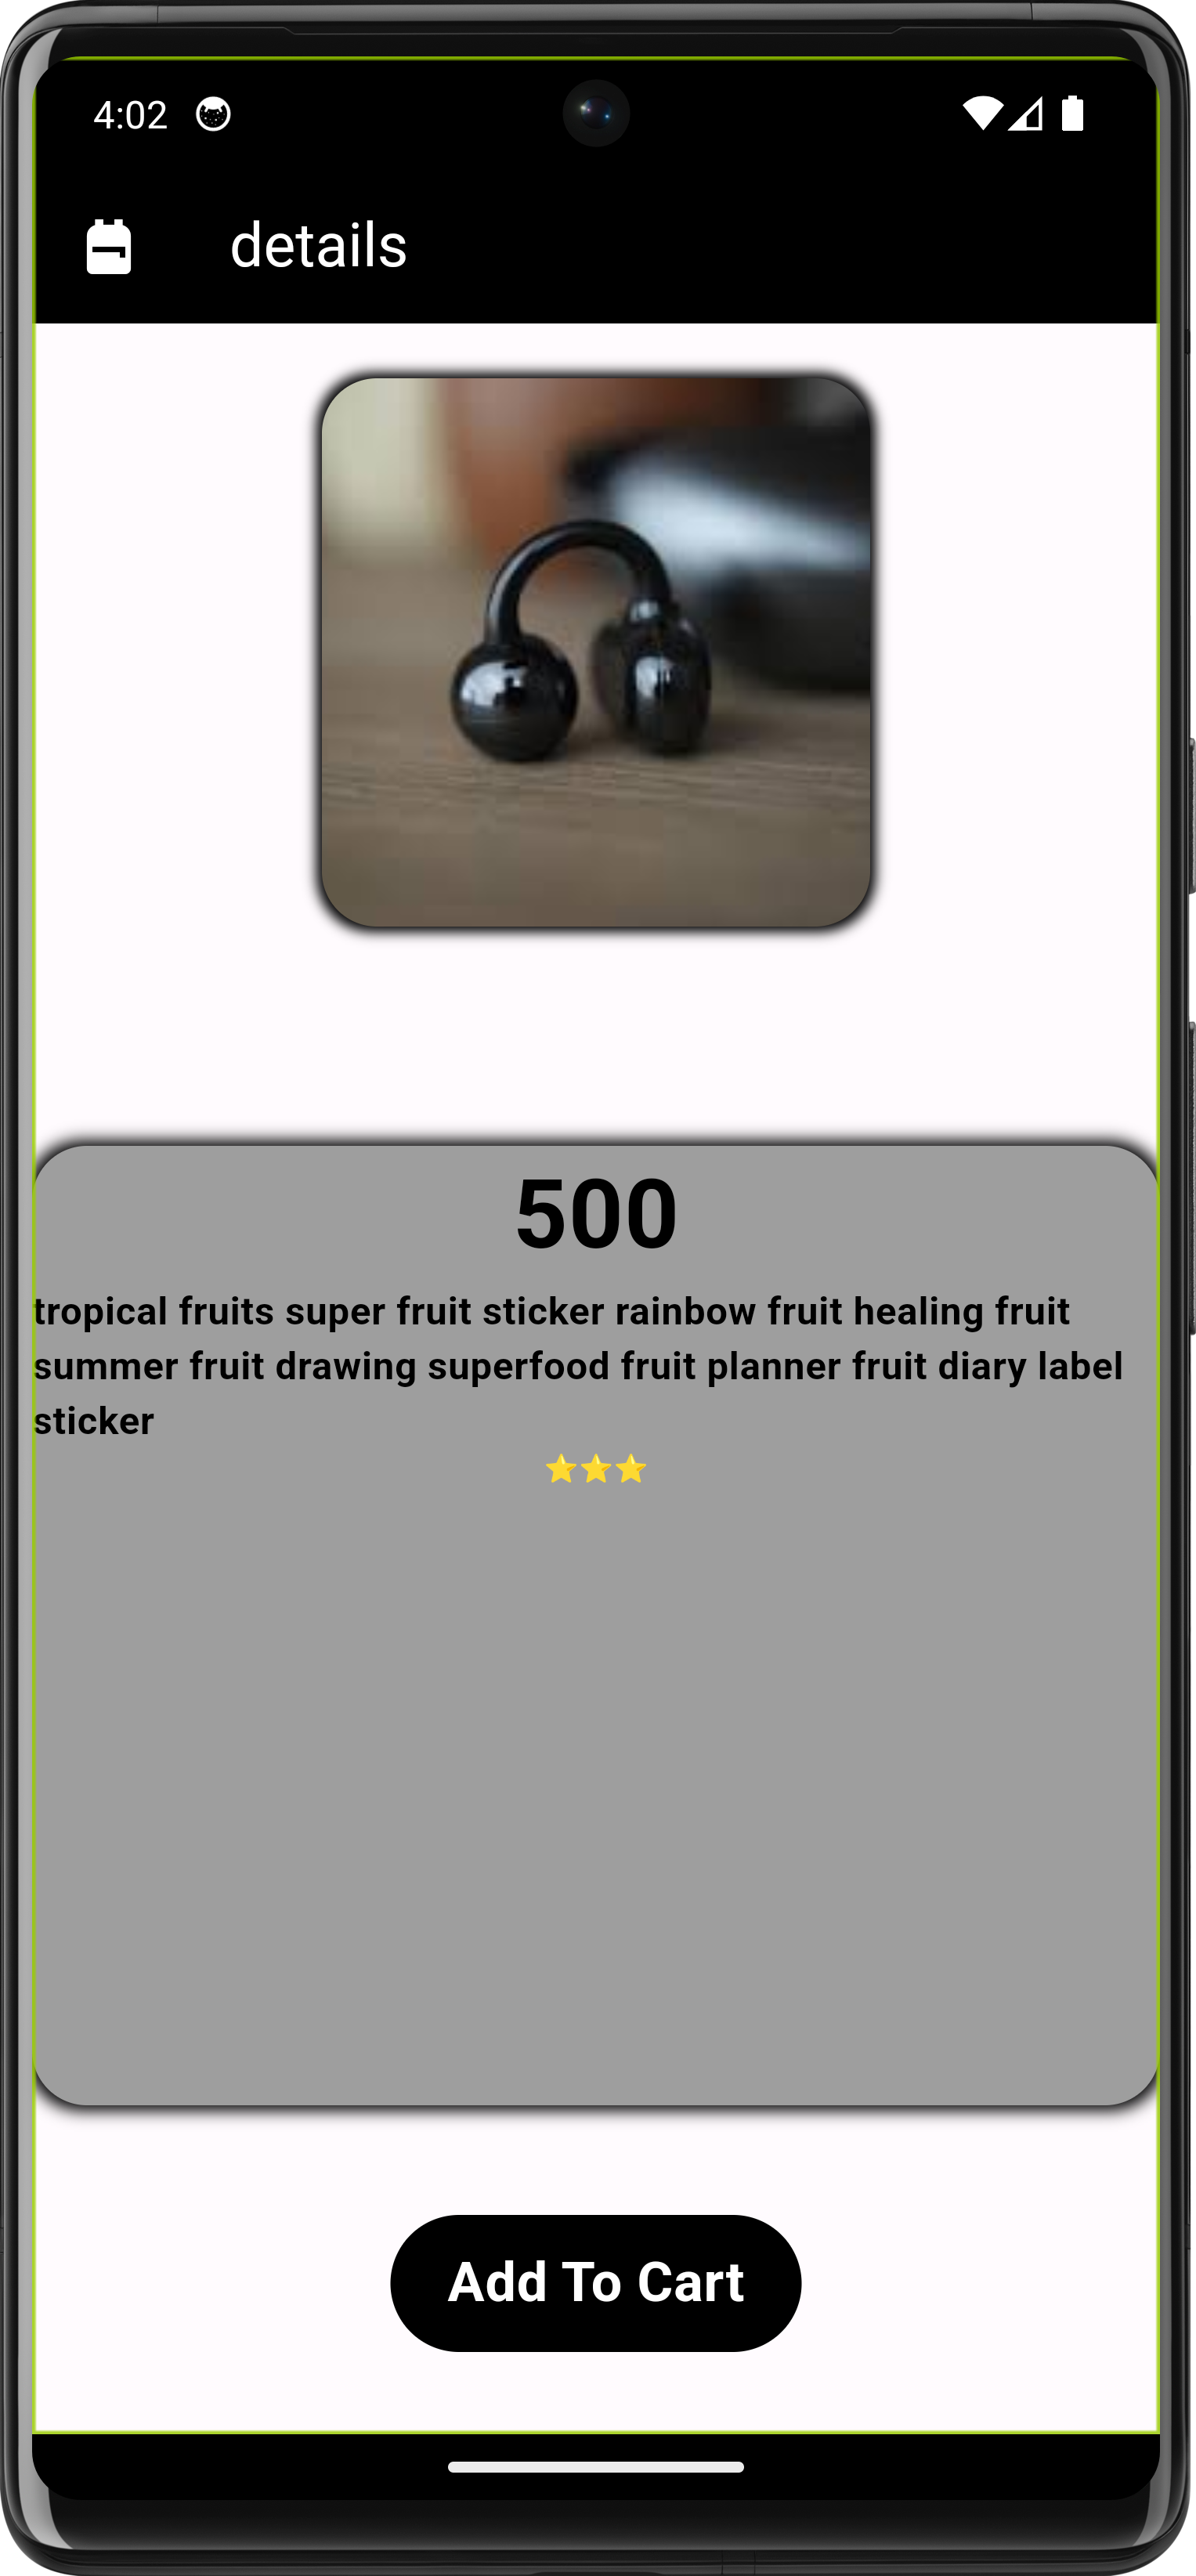 4:02
details
500
tropical fruits super fruit sticker rainbow fruit healing fruit
summer fruit drawing superfood fruit planner fruit diary label
sticker
⭐⭐⭐
Add To Cart